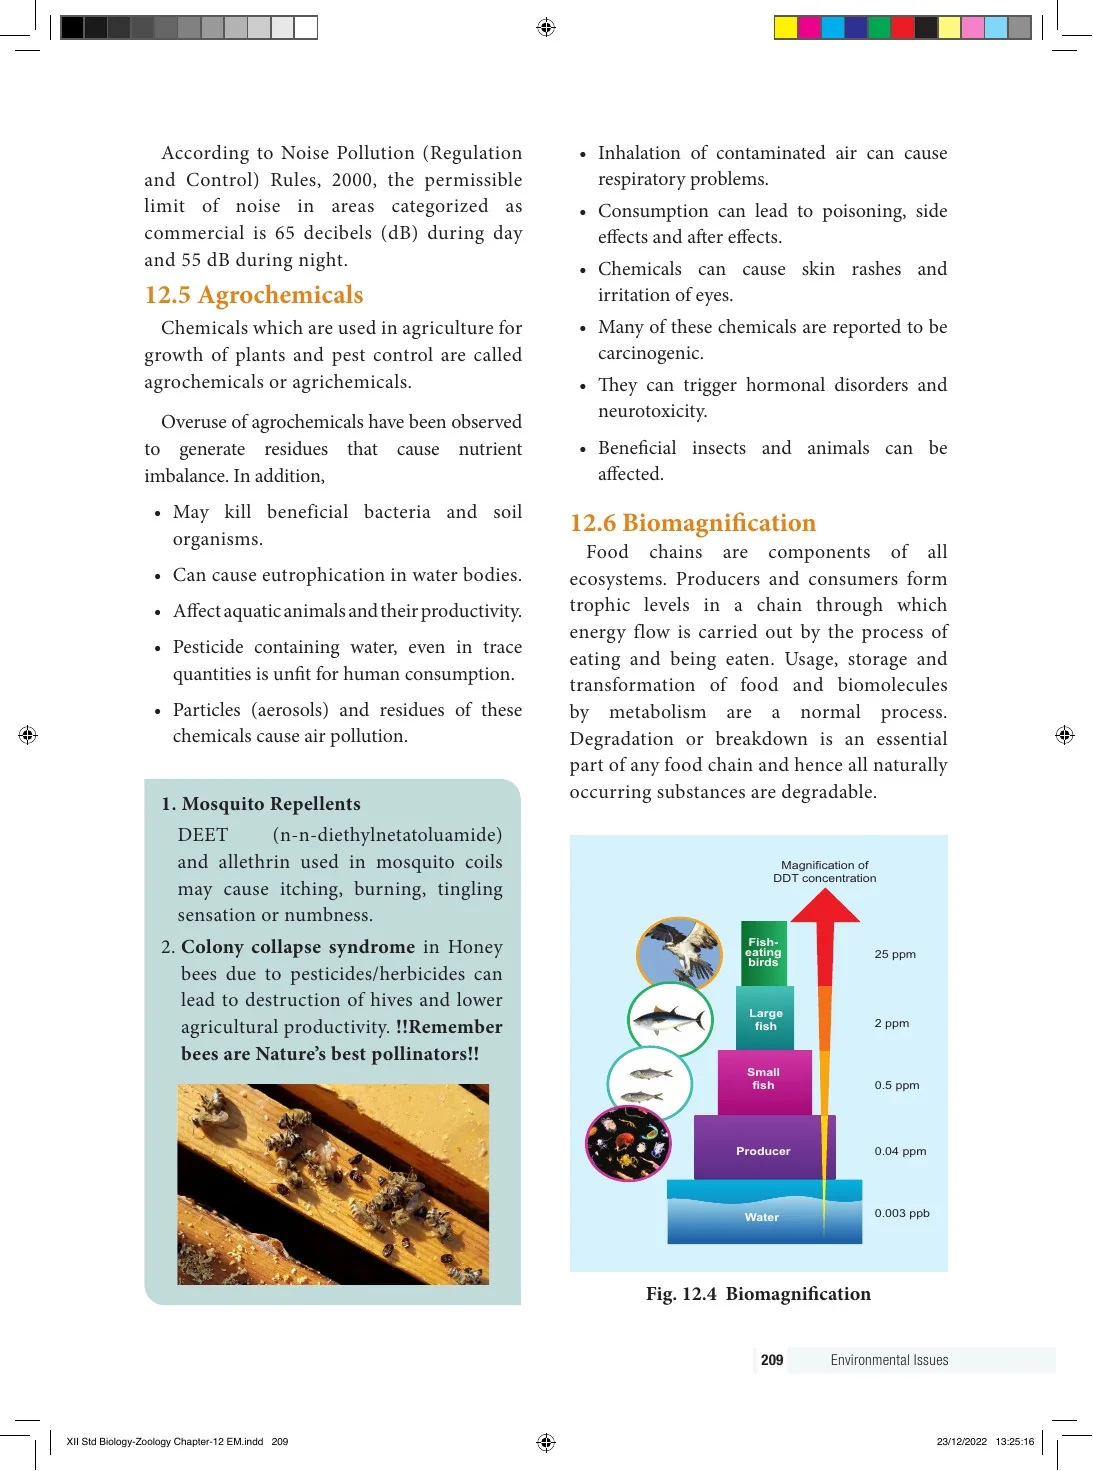 According to Noise Pollution (Regulation
and Control) Rules, 2000, the permissible
limit of noise in areas categorized as
commercial is 65 decibels (dB) during day
and 55 dB during night.
12.5 Agrochemicals
Chemicals which are used in agriculture for
growth of plants and pest control are called
agrochemicals or agrichemicals.
Overuse of agrochemicals have been observed
to generate residues that cause nutrient
imbalance. In addition,
• May kill beneficial bacteria and soil
organisms.
• Can cause eutrophication in water bodies.
• Affect aquatic animals and their productivity.
• Pesticide containing water, even in trace
quantities is unfit for human consumption.
• Particles (aerosols) and residues of these
chemicals cause air pollution.
1. Mosquito Repellents
DEET (n-n-diethylnetatoluamide)
and allethrin used in mosquito coils
may cause itching, burning, tingling
sensation or numbness.
2. Colony collapse syndrome in Honey
bees due to pesticides/herbicides can
lead to destruction of hives and lower
agricultural productivity. !!Remember
bees are Nature's best pollinators!!
• Inhalation of contaminated air can cause
respiratory problems.
• Consumption can lead to poisoning, side
effects and after effects.
• Chemicals can cause skin rashes and
irritation of eyes.
• Many of these chemicals are reported to be
carcinogenic.
• They can trigger hormonal disorders and
neurotoxicity.
• Beneficial insects and animals can be
affected.
12.6 Biomagnification
Food chains are components of all
ecosystems. Producers and consumers form
trophic levels in a chain through which
energy flow is carried out by the process of
eating and being eaten. Usage, storage and
transformation of food and biomolecules
by metabolism are a normal process.
Degradation or breakdown is an essential
part of any food chain and hence all naturally
occurring substances are degradable.
Magnification of
DDT concentration
Fish-
eating
birds
25 ppm
Large
fish
2 ppm
Small
fish
0.5 ppm
Producer
0.04 ppm
Water
0.003 ppb
Fig. 12.4 Biomagnification
209 Environmental Issues
XII Std Biology-Zoology Chapter-12 EM.indd 209
23/12/2022 13:25:16